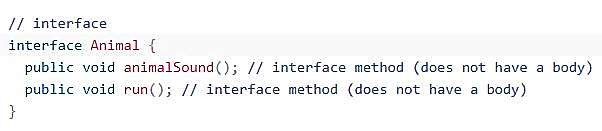 // interface
interface Animal {
  public void animalSound(); // interface method (does not have a body)
  public void run(); // interface method (does not have a body)
}